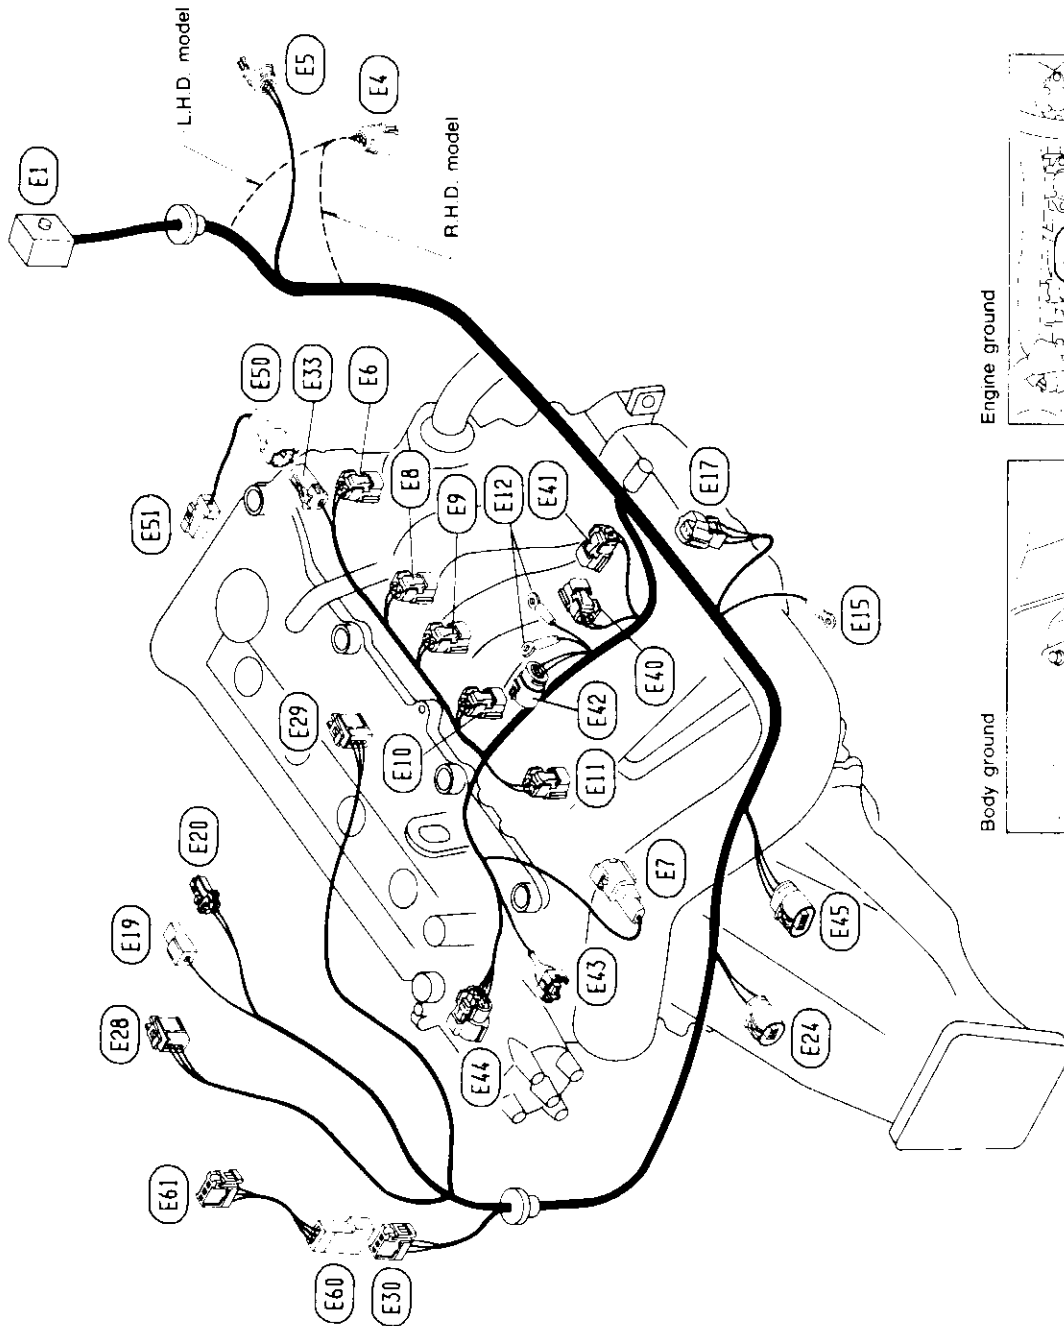 E1
L.H.D. model
E5
E4
R.H.D. model
E50
E33
E6
E51
E8
E9
E12
E41
E17
E29
E10
E42
E40
E15
E11
E20
E19
E7
E28
E43
E45
E44
E24
E61
E60
E30
Engine ground
Body ground